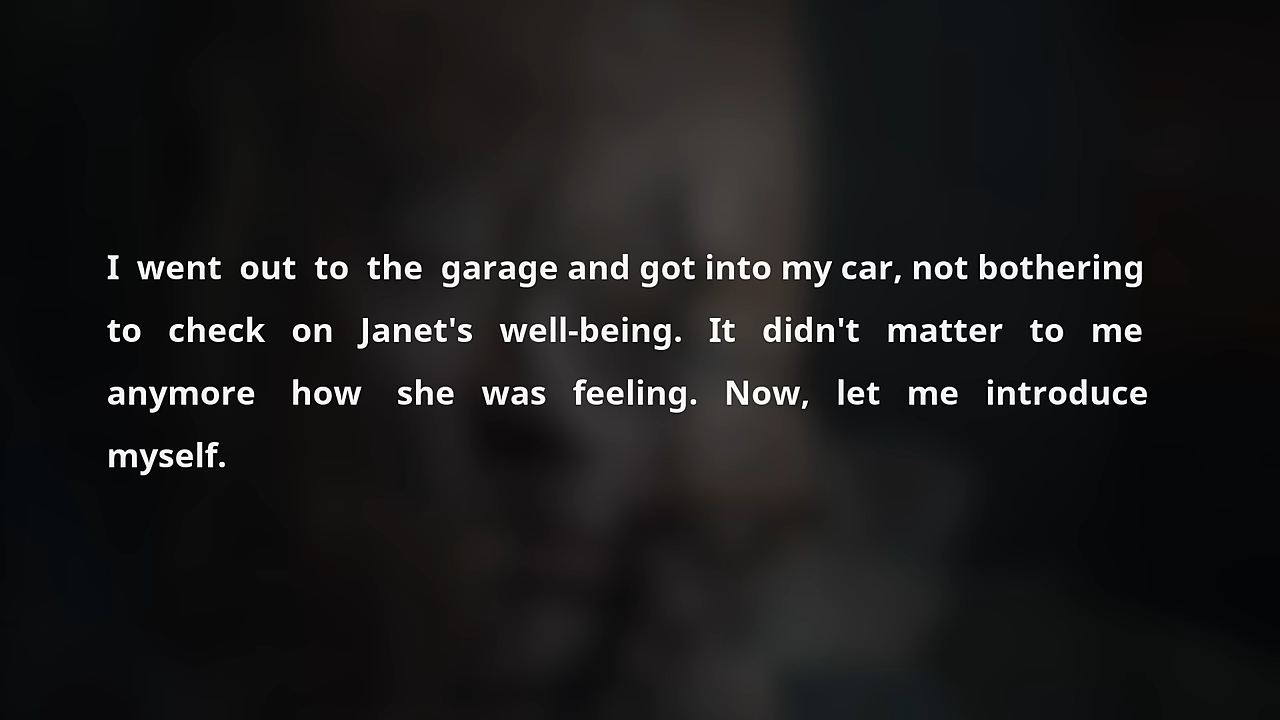 I went out to the garage and got into my car, not bothering
to check on Janet's well-being. It didn't matter to me
anymore how she was feeling. Now, let me introduce
myself.